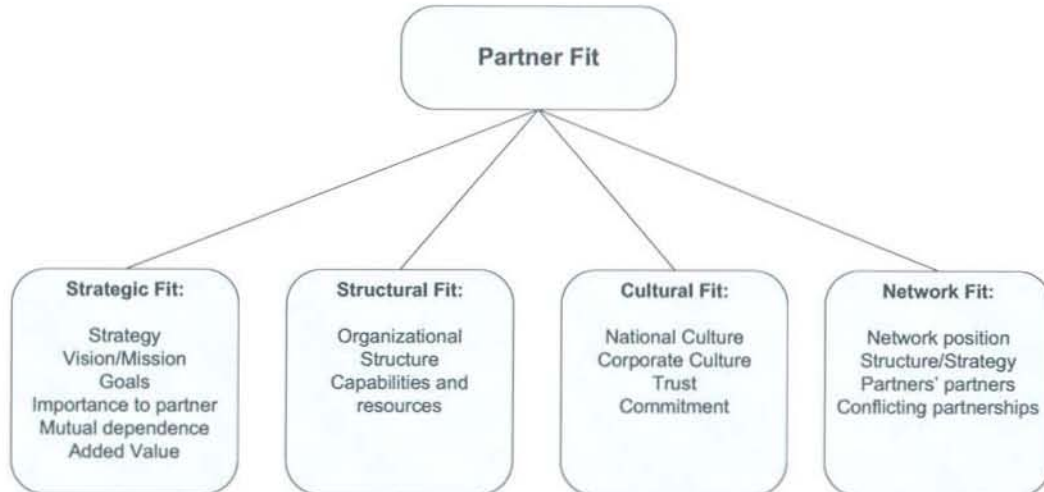 Partner Fit
Strategic Fit:
Strategy
Vision/Mission
Goals
Importance to partner
Mutual dependence
Added Value
Structural Fit:
Organizational
Structure
Capabilities and
resources
Cultural Fit:
National Culture
Corporate Culture
Trust
Commitment
Network Fit:
Network position
Structure/Strategy
Partners' partners
Conflicting partnerships